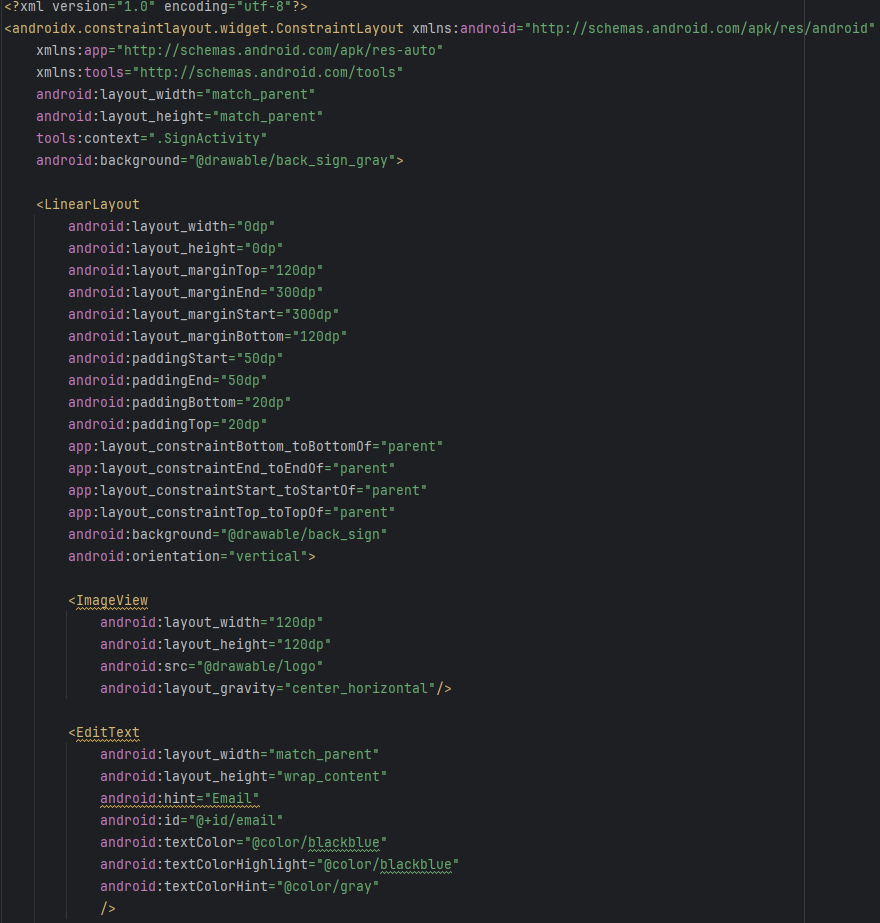 <?xml version="1.0" encoding="utf-8"?>
<androidx.constraintlayout.widget.ConstraintLayout xmlns:android="http://schemas.android.com/apk/res/android"
    xmlns:app="http://schemas.android.com/apk/res-auto"
    xmlns:tools="http://schemas.android.com/tools"
    android:layout_width="match_parent"
    android:layout_height="match_parent"
    tools:context=".SignActivity"
    android:background="@drawable/back_sign_gray">

    <LinearLayout
        android:layout_width="0dp"
        android:layout_height="0dp"
        android:layout_marginTop="120dp"
        android:layout_marginEnd="300dp"
        android:layout_marginStart="300dp"
        android:layout_marginBottom="120dp"
        android:paddingStart="50dp"
        android:paddingEnd="50dp"
        android:paddingBottom="20dp"
        android:paddingTop="20dp"
        app:layout_constraintBottom_toBottomOf="parent"
        app:layout_constraintEnd_toEndOf="parent"
        app:layout_constraintStart_toStartOf="parent"
        app:layout_constraintTop_toTopOf="parent"
        android:background="@drawable/back_sign"
        android:orientation="vertical">

        <ImageView
            android:layout_width="120dp"
            android:layout_height="120dp"
            android:src="@drawable/logo"
            android:layout_gravity="center_horizontal"/>

        <EditText
            android:layout_width="match_parent"
            android:layout_height="wrap_content"
            android:hint="Email"
            android:id="@+id/email"
            android:textColor="@color/blackblue"
            android:textColorHighlight="@color/blackblue"
            android:textColorHint="@color/gray"
            />